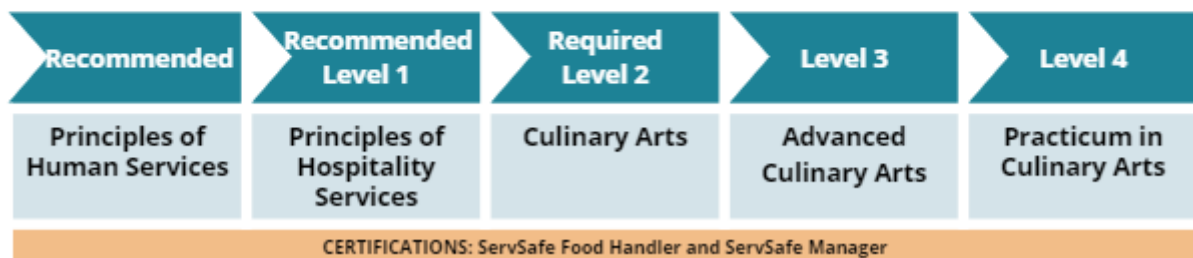 Recommended
Recommended
Level 1
Required
Level 2
Level 3
Level 4
Principles of
Human Services
Principles of
Hospitality
Services
Culinary Arts
Advanced
Culinary Arts
Practicum in
Culinary Arts
CERTIFICATIONS: ServSafe Food Handler and ServSafe Manager